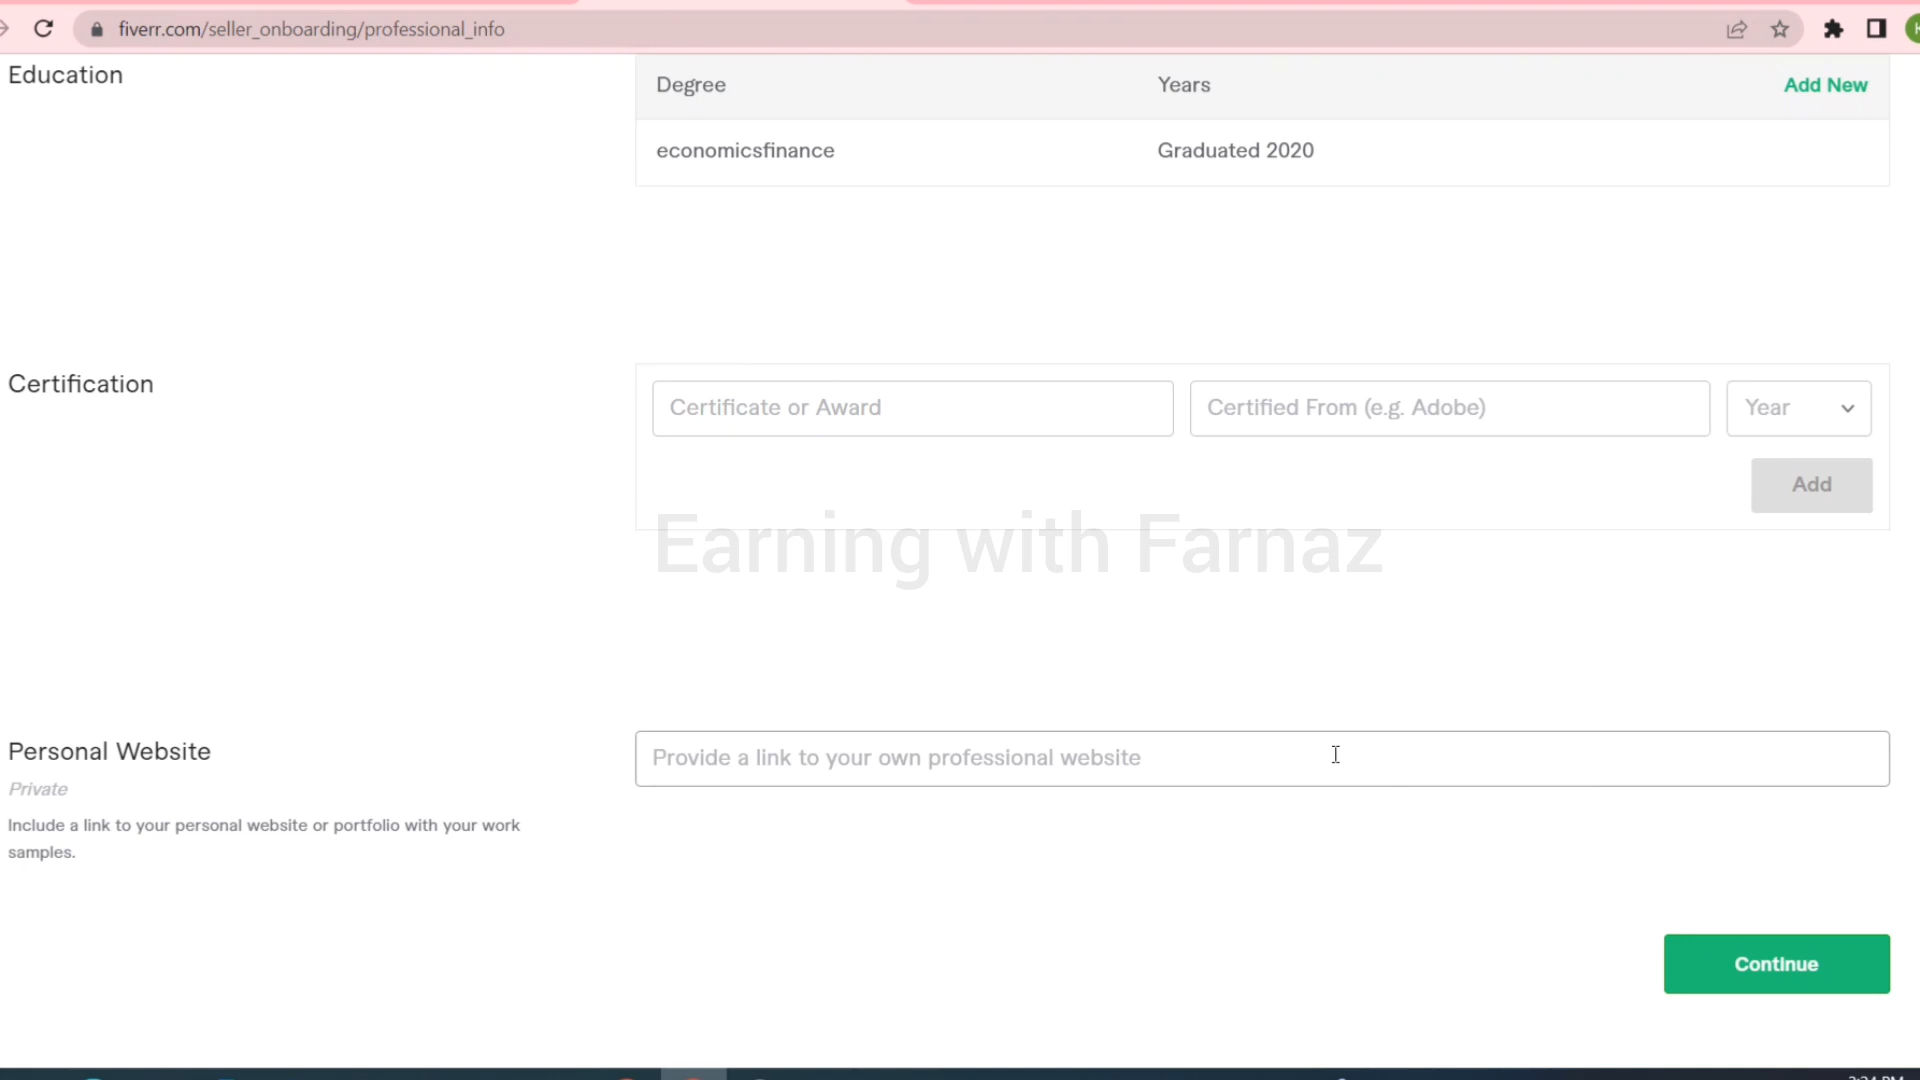 fiverr.com/seller_onboarding/professional_info
Education
Degree Years Add New
economicsfinance Graduated 2020
Certification
Certificate or Award Certified From (e.g. Adobe) Year
Add
Earning with Farnaz
Personal Website
Provide a link to your own professional website
Private
Include a link to your personal website or portfolio with your work
samples.
Continue